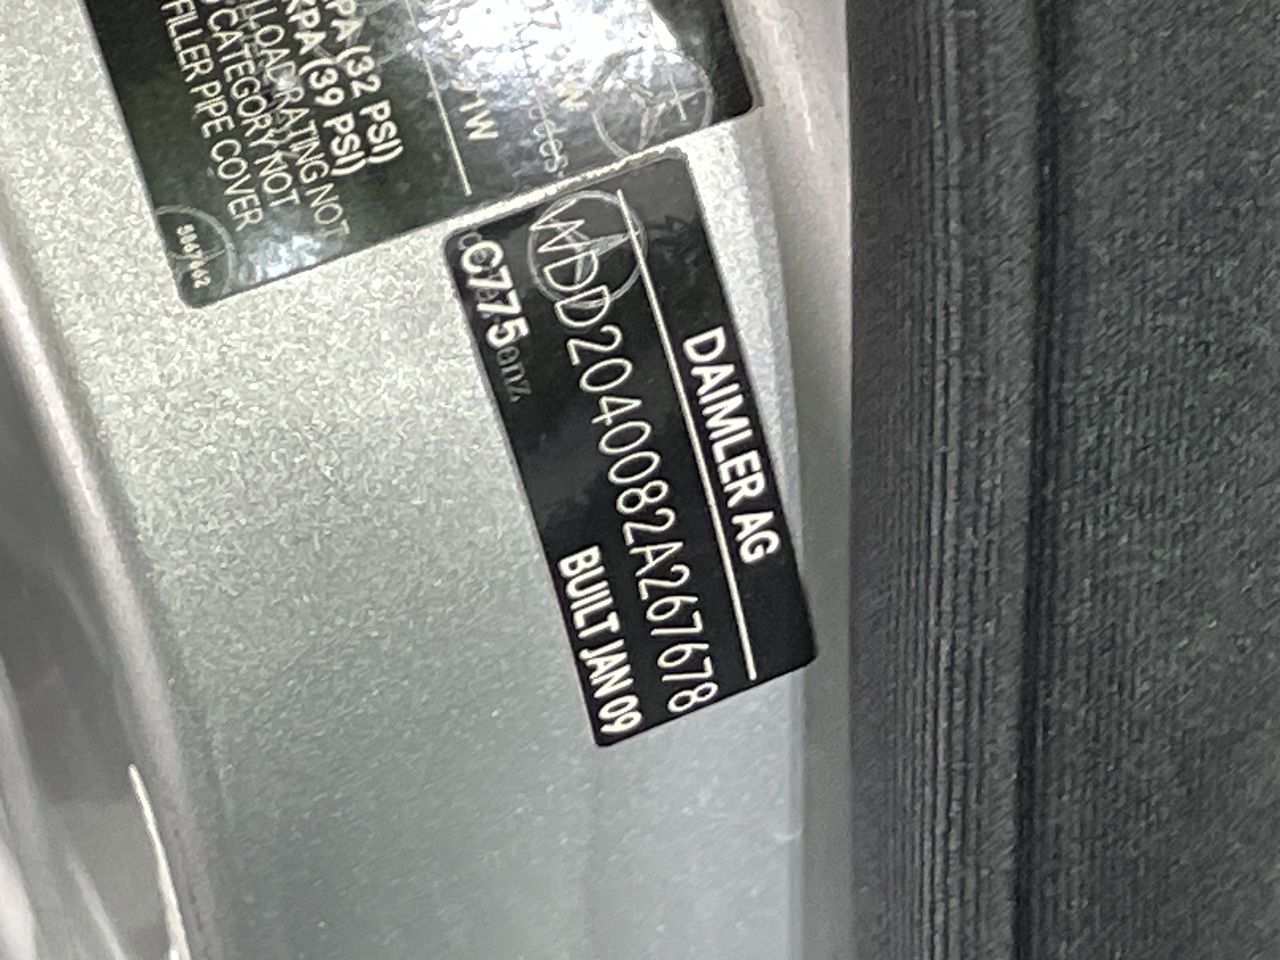 KPA (32 PSI)
KPA (39 PSI)
LOAD RATING NOT
CATEGORY NOT
FILLER PIPE COVER
DAIMLER AG
WDD2040082A267678
C775
BUILT JAN 09